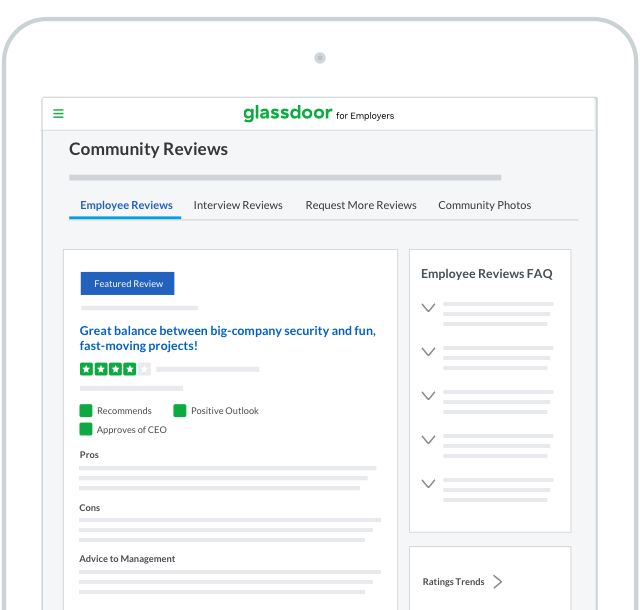 glassdoor for Employers
Community Reviews
Employee Reviews Interview Reviews Request More Reviews Community Photos
Featured Review
Great balance between big-company security and fun,
fast-moving projects!
Recommends Positive Outlook
Approves of CEO
Pros
Cons
Advice to Management
Employee Reviews FAQ
Ratings Trends